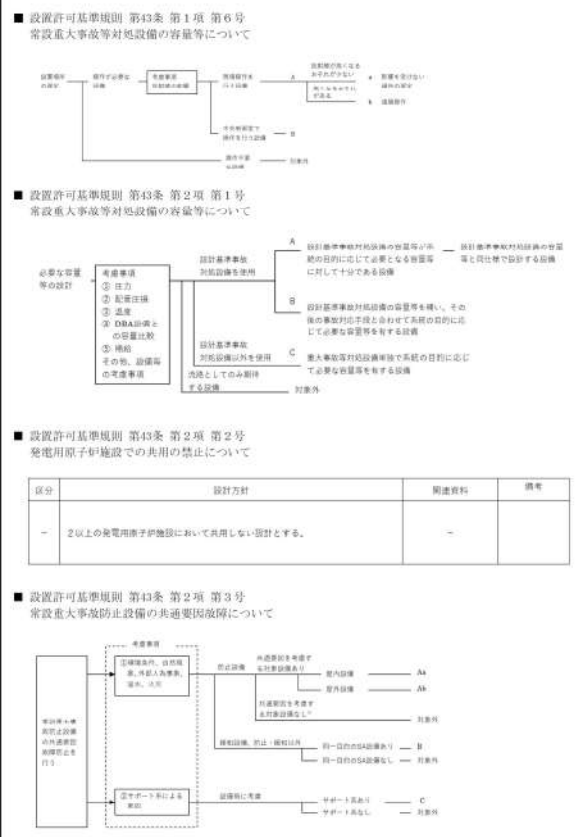 ■ 設置許可基準規則 第43条 第1項 第6号
常設重大事故等対処設備の容量等について
設置場所
の選定
操作が必要な
設備
考慮事項
現場操作を
行う設備
A
放射線が高くなる
おそれが少ない
a
影響を受けない
がある
b
遠隔操作
中央制御室で
操作を行う設備
B
操作不要
対象外
■ 設置許可基準規則 第43条 第2項 第1号
常設重大事故等対処設備の容量等について
必要な容量
等の設計
考慮事項
① 圧力
② 配管圧損
③ 温度
④ DBA設備と
の容量比較
⑤ 補給
その他、設備毎
の考慮事項
設計基準事故
対処設備を使用
A
設計基準事故対処設備の容量等が系
統の目的に応じて必要となる容量等
に対して十分である設備
設計基準事故対処設備の容量
等と同仕様で設計する設備
B
設計基準事故対処設備の容量等を補い、その
後の事故対応手段と合わせて系統の目的に応
じて必要な容量等を有する設備
設計基準事故
対処設備以外を使用
C
重大事故等対処設備単独で系統の目的に応じ
て必要な容量等を有する設備
流路としてのみ期待
する設備
対象外
■ 設置許可基準規則 第43条 第2項 第2号
発電用原子炉施設での共用の禁止について
区分 設計方針 関連資料 備考
− 2以上の発電用原子炉施設において共用しない設計とする。 −
■ 設置許可基準規則 第43条 第2項 第3号
常設重大事故防止設備の共通要因故障について
考慮事項
常設重大事
故防止設備
の共通要因
故障防止を
行う
①環境条件、自然現
象、外部人為事象、
溢水、火災
防止設備
共通要因を考慮す
る対象設備あり
屋内設備
Aa
屋外設備
Ab
共通要因を考慮す
る対象設備なし
対象外
緩和設備、防止・緩和以外
同一目的のSA設備あり
B
同一目的のSA設備なし
対象外
②サポート系による
設備毎に考慮
サポート系あり
C
サポート系なし
対象外